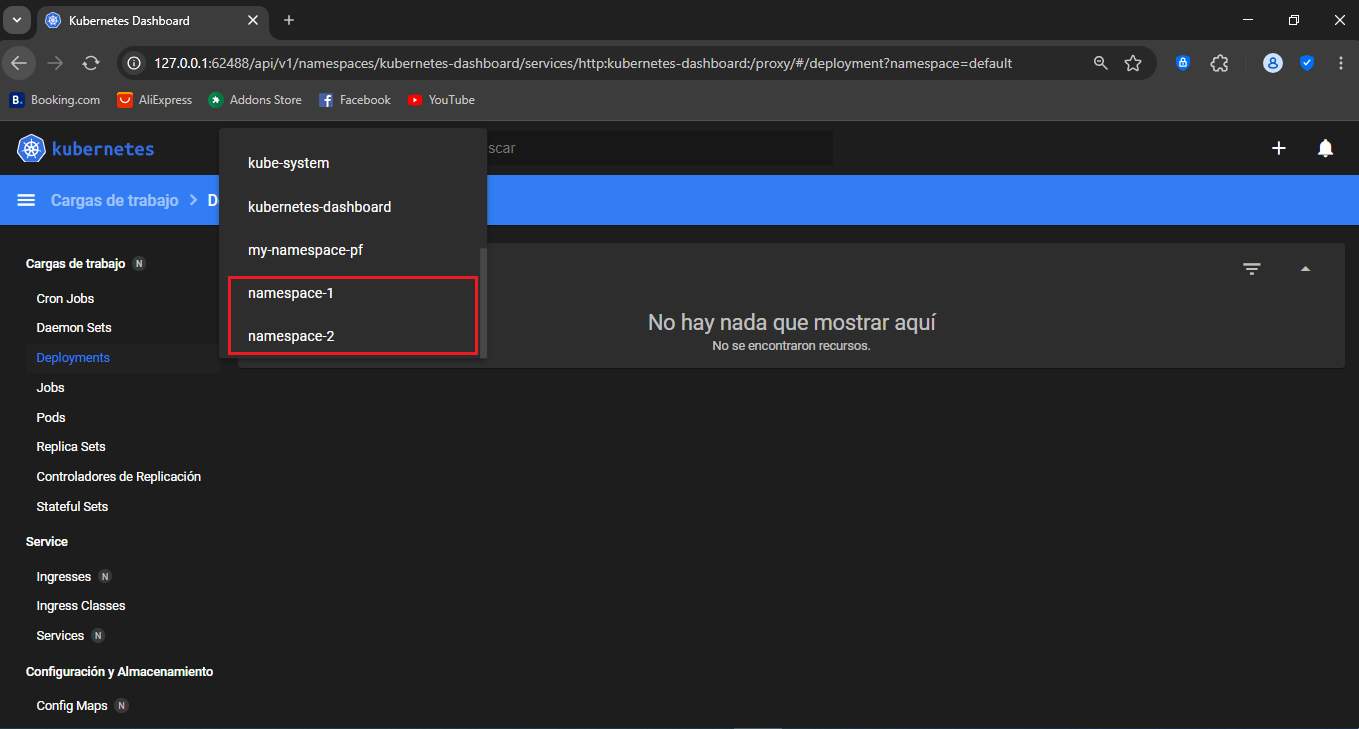 Kubernetes Dashboard
127.0.0.1:62488/api/v1/namespaces/kubernetes-dashboard/services/http:kubernetes-dashboard:/proxy/#/deployment?namespace=default
B. Booking.com AliExpress Addons Store Facebook YouTube
kubernetes
scar
Cargas de trabajo > D
kube-system
kubernetes-dashboard
my-namespace-pf
namespace-1
namespace-2
Cargas de trabajo N
Cron Jobs
Daemon Sets
Deployments
Jobs
Pods
Replica Sets
Controladores de Replicación
Stateful Sets
Service
Ingresses N
Ingress Classes
Services N
Configuración y Almacenamiento
Config Maps N
No hay nada que mostrar aquí
No se encontraron recursos.